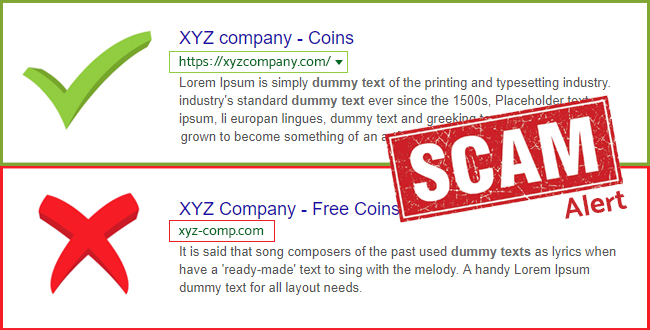 XYZ company - Coins
https://xyzcompany.com/
Lorem Ipsum is simply dummy text of the printing and typesetting industry.
industry's standard dummy text ever since the 1500s, Placeholder
ipsum, li europan lingues, dummy text and greeking
grown to become something of an
SCAM
Alert
XYZ Company - Free Coins
xyz-comp.com
It is said that song composers of the past used dummy texts as lyrics when
have a 'ready-made' text to sing with the melody. A handy Lorem Ipsum
dummy text for all layout needs.